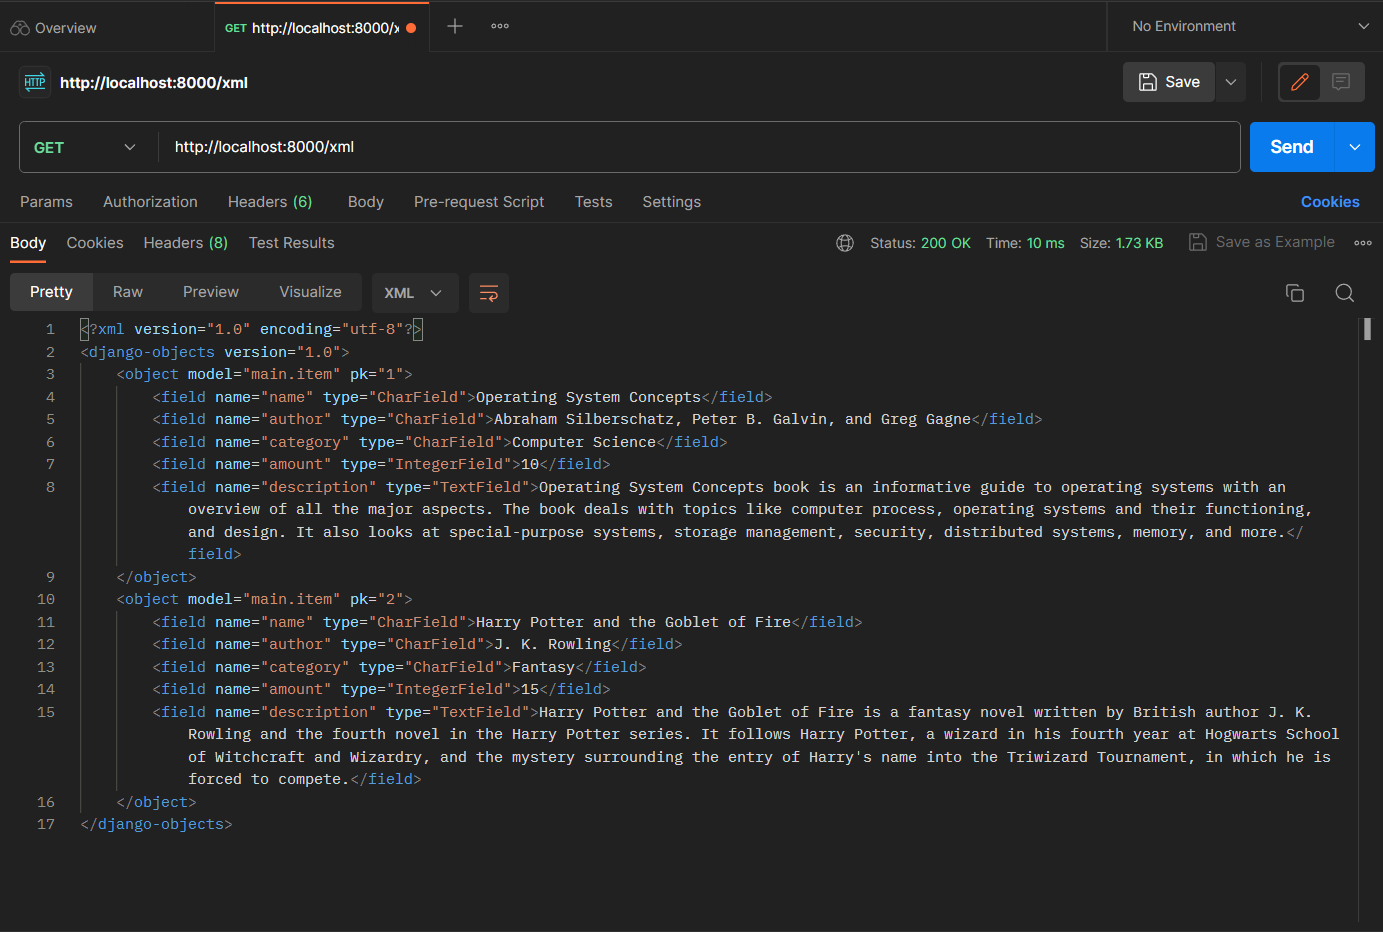 Overview
GET http://localhost:8000/x
No Environment
HTTP http://localhost:8000/xml
Save
GET http://localhost:8000/xml
Send
Params Authorization Headers (6) Body Pre-request Script Tests Settings Cookies
Body Cookies Headers (8) Test Results Status: 200 OK Time: 10 ms Size: 1.73 KB Save as Example
Pretty Raw Preview Visualize XML
1 <?xml version="1.0" encoding="utf-8"?>
2 <django-objects version="1.0">
3 <object model="main.item" pk="1">
4 <field name="name" type="CharField">Operating System Concepts</field>
5 <field name="author" type="CharField">Abraham Silberschatz, Peter B. Galvin, and Greg Gagne</field>
6 <field name="category" type="CharField">Computer Science</field>
7 <field name="amount" type="IntegerField">10</field>
8 <field name="description" type="TextField">Operating System Concepts book is an informative guide to operating systems with an
overview of all the major aspects. The book deals with topics like computer process, operating systems and their functioning,
and design. It also looks at special-purpose systems, storage management, security, distributed systems, memory, and more.</
field>
9 </object>
10 <object model="main.item" pk="2">
11 <field name="name" type="CharField">Harry Potter and the Goblet of Fire</field>
12 <field name="author" type="CharField">J. K. Rowling</field>
13 <field name="category" type="CharField">Fantasy</field>
14 <field name="amount" type="IntegerField">15</field>
15 <field name="description" type="TextField">Harry Potter and the Goblet of Fire is a fantasy novel written by British author J. K.
Rowling and the fourth novel in the Harry Potter series. It follows Harry Potter, a wizard in his fourth year at Hogwarts School
of Witchcraft and Wizardry, and the mystery surrounding the entry of Harry's name into the Triwizard Tournament, in which he is
forced to compete.</field>
16 </object>
17 </django-objects>